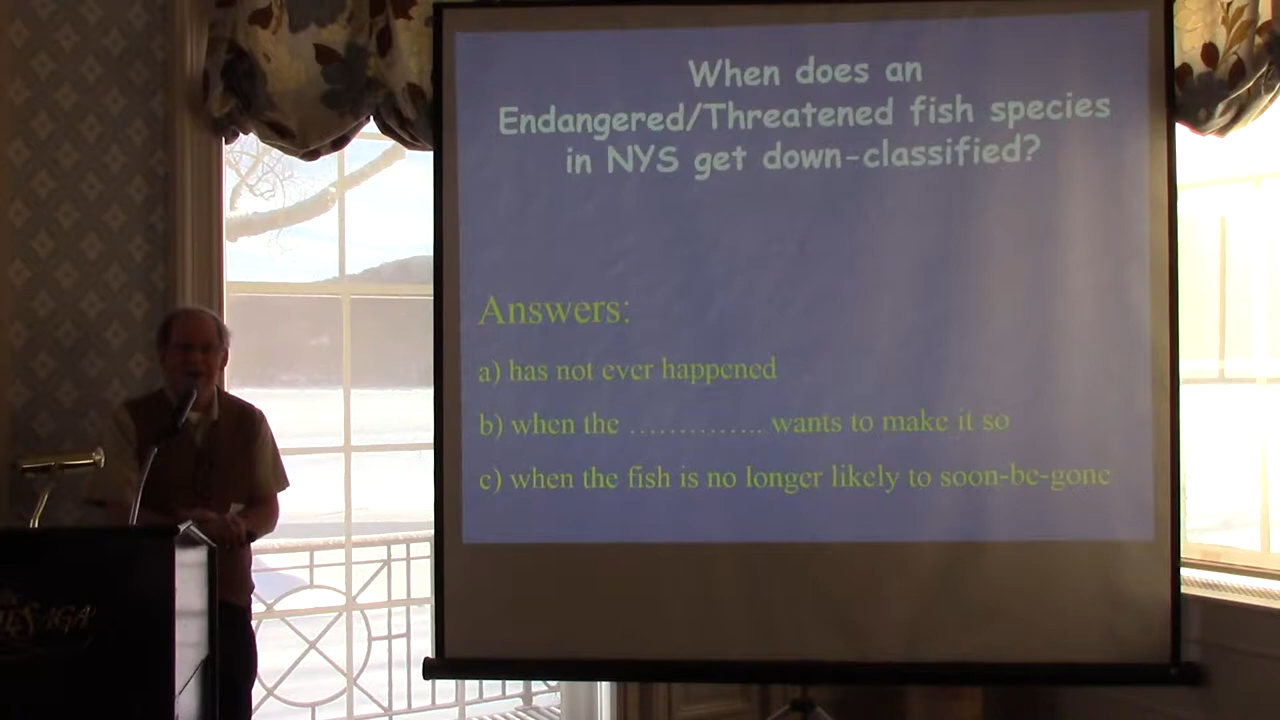 When does an
Endangered/Threatened fish species
in NYS get down-classified?
Answers:
a) has not ever happened
b) when the ………….. wants to make it so
c) when the fish is no longer likely to soon-be-gone